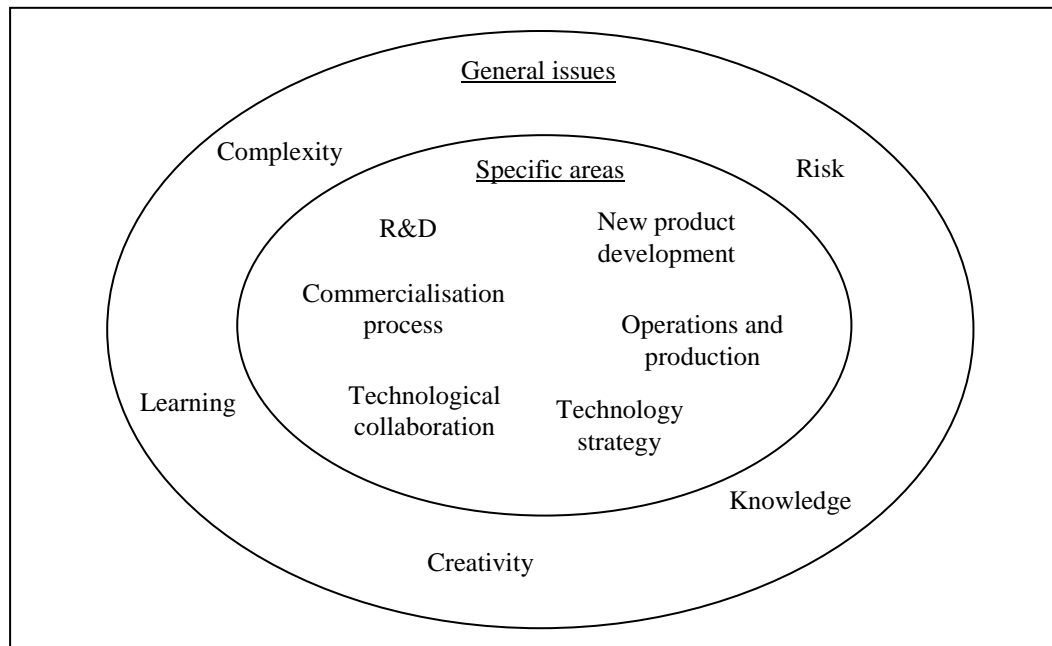 General issues
Complexity
Risk
Specific areas
R&D
New product
development
Commercialisation
process
Operations and
production
Learning
Technological
collaboration
Technology
strategy
Knowledge
Creativity